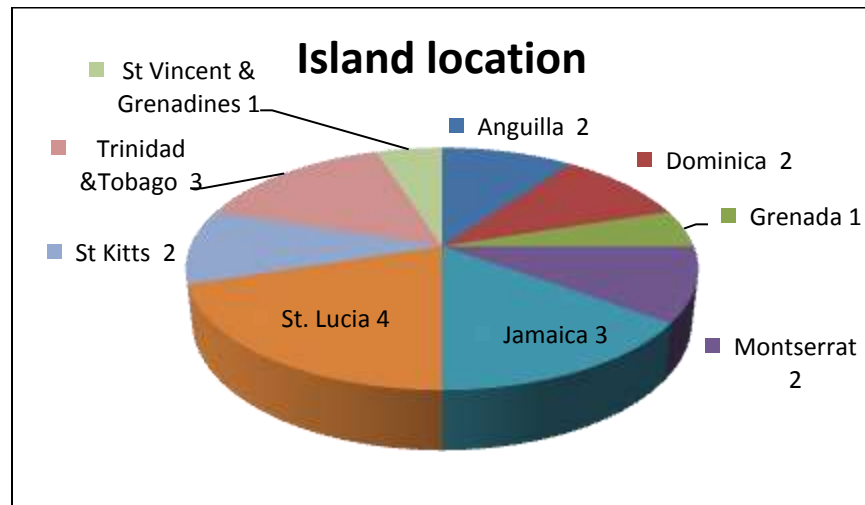 Island location
St Vincent &
Grenadines 1
Anguilla 2
Trinidad
&Tobago 3
Dominica 2
Grenada 1
St Kitts 2
St. Lucia 4
Jamaica 3
Montserrat
2